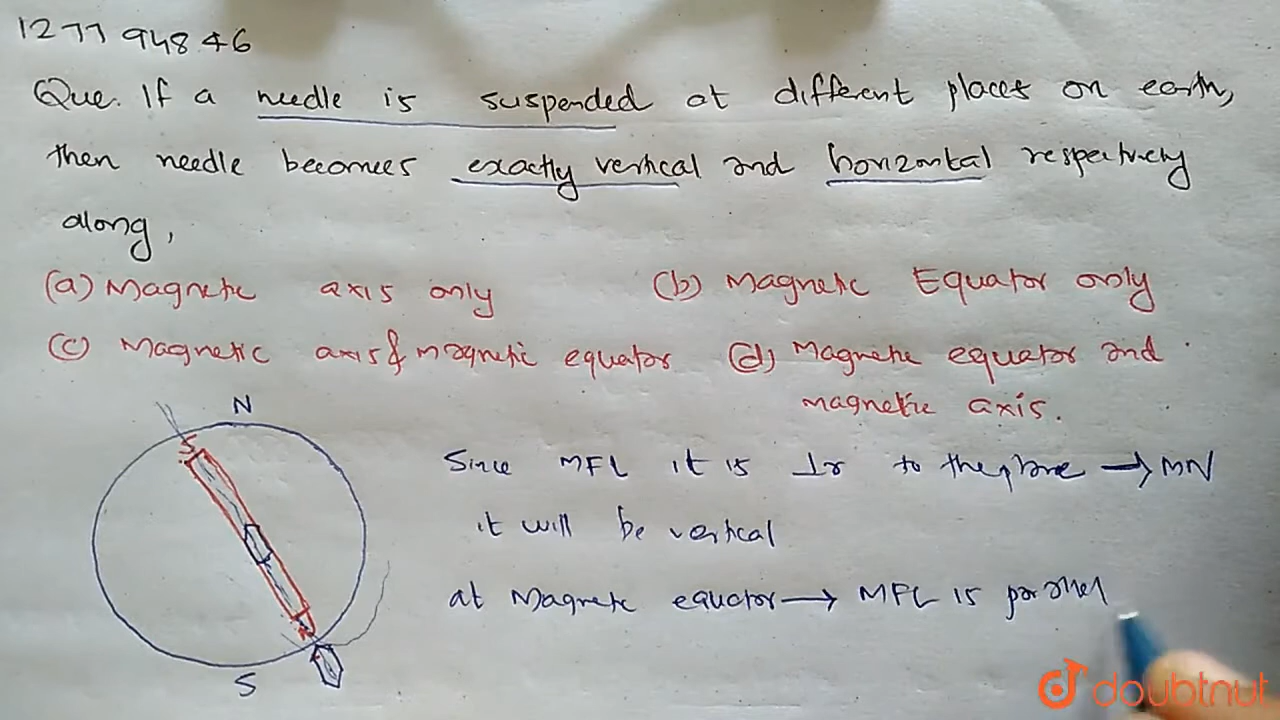 1277 94846
Que. If a needle is suspended at different places on earth,
then needle becomes exactly vertical and horizontal respectively
along,
(a) Magnetic axis only (b) Magnetic Equator only
(c) Magnetic axis & magnetic equator (d) Magnetic equator and
magnetic axis.
N
S
Since MFL it is ⊥r to the plane → MN
it will be vertical
at Magnetic equator → MFL is parallel
S
doubtnut